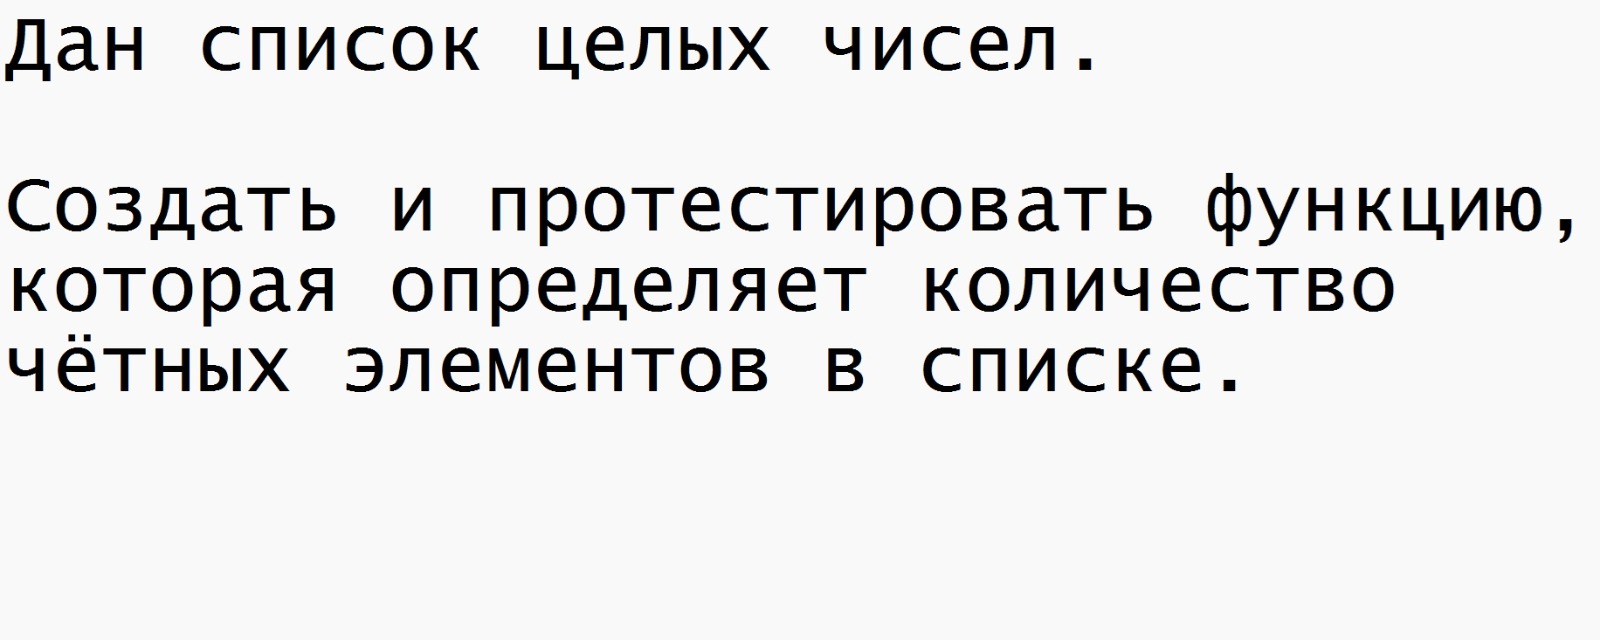 Дан список целых чисел.
Создать и протестировать функцию,
которая определяет количество
чётных элементов в списке.